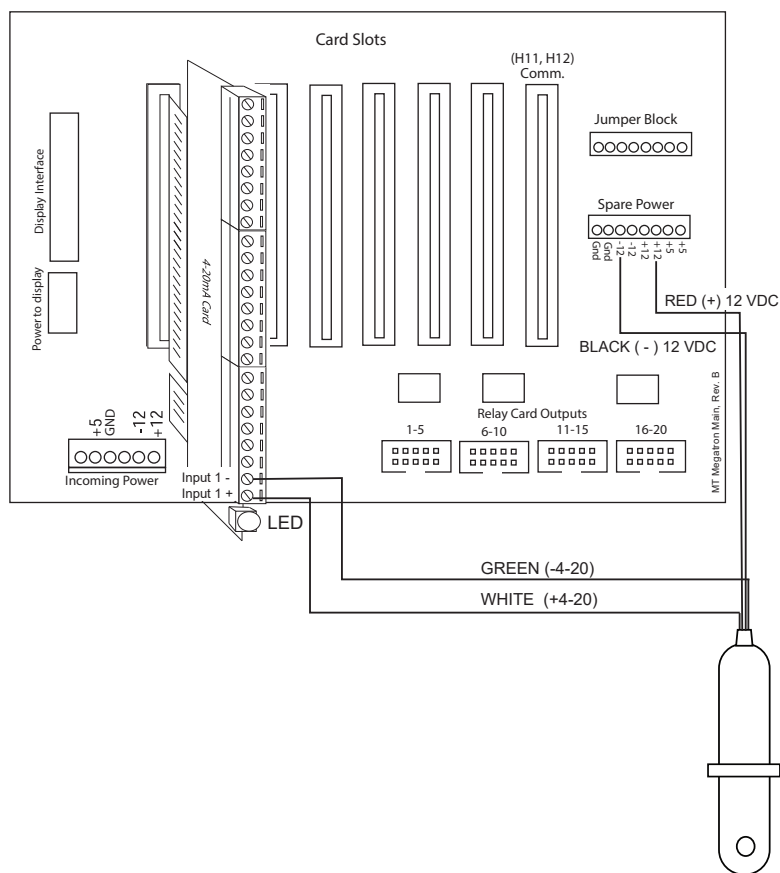 Card Slots
(H11, H12)
Comm.
Jumper Block
Display Interface
Spare Power
Gnd
Gnd
-12
-12
+12
+12
+5
+5
4-20mA Card
Power to display
RED (+) 12 VDC
BLACK ( - ) 12 VDC
Relay Card Outputs
1-5
6-10
11-15
16-20
MT Megatron Main, Rev. B
+5
GND
-12
+12
Incoming Power
Input 1 -
Input 1 +
LED
GREEN (-4-20)
WHITE (+4-20)